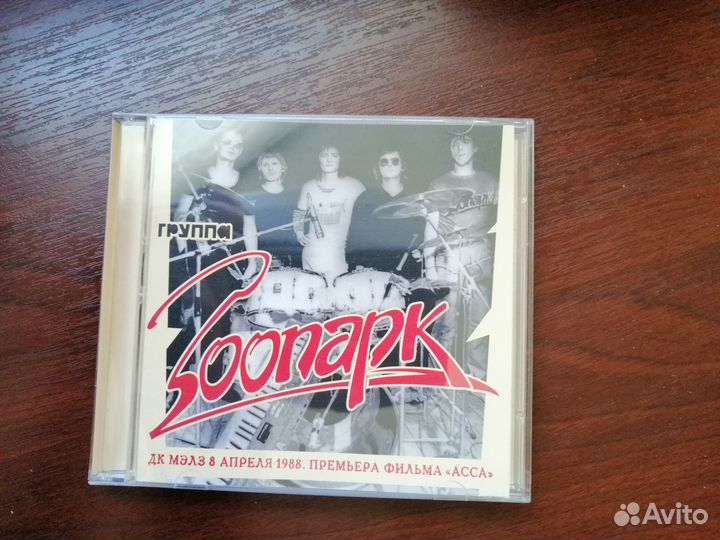 группа
Зоопарк
ДК МЭЛЗ 8 АПРЕЛЯ 1988. ПРЕМЬЕРА ФИЛЬМА «АССА»
Avito